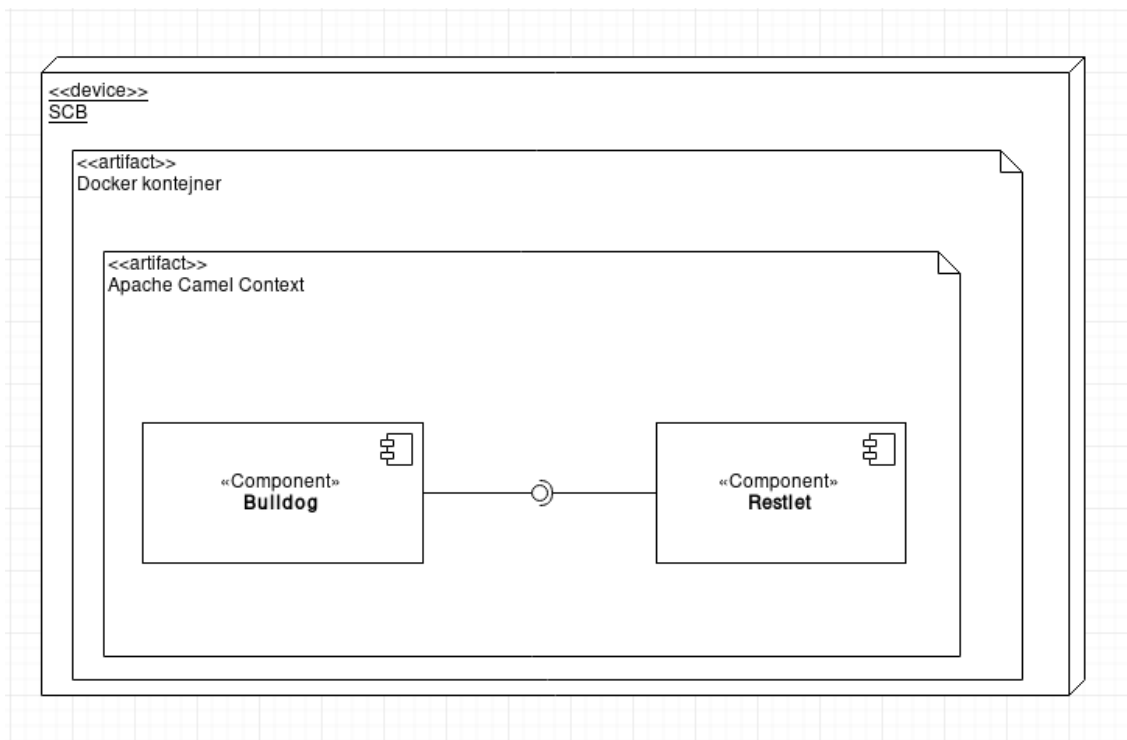 <<device>>
SCB
<<artifact>>
Docker kontejner
<<artifact>>
Apache Camel Context
«Component»
Bulldog
«Component»
Restlet